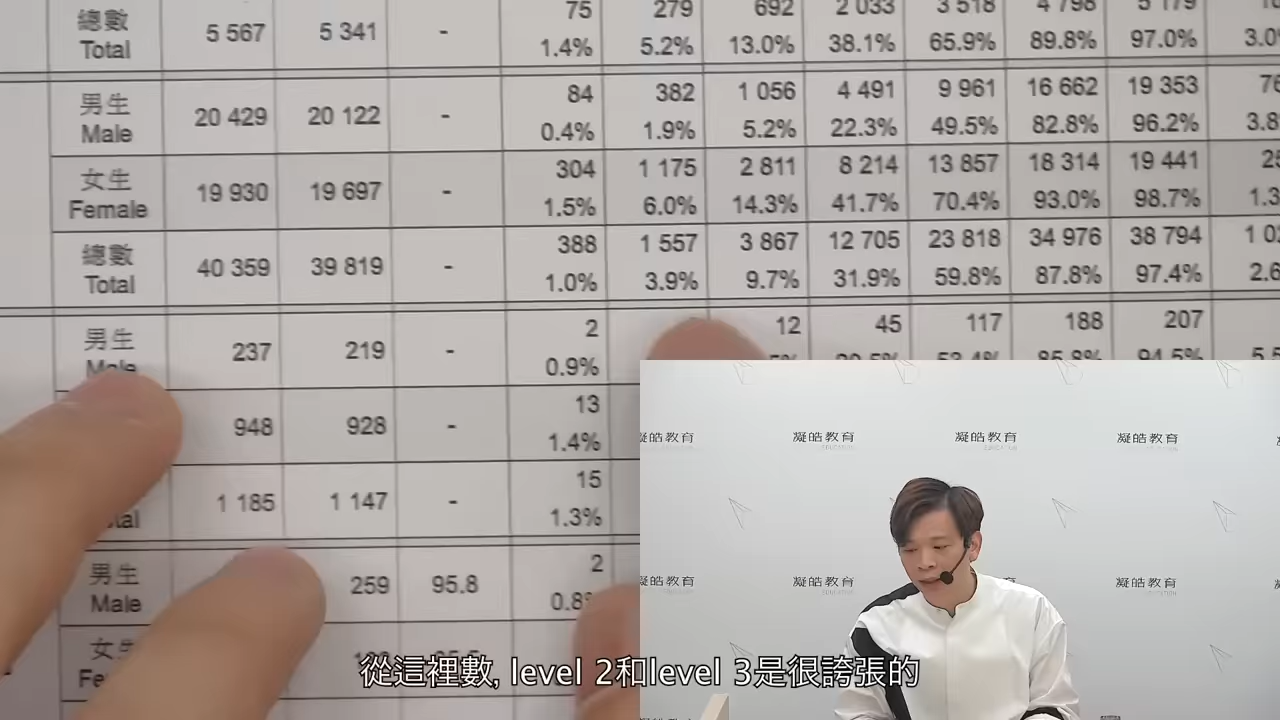 總數 5 567 5 341 - 75 279 692 2 033 3 518 4 798 5 179
Total 1.4% 5.2% 13.0% 38.1% 65.9% 89.8% 97.0% 3.0%
男生 20 429 20 122 - 84 382 1 056 4 491 9 961 16 662 19 353
Male 0.4% 1.9% 5.2% 22.3% 49.5% 82.8% 96.2%
女生 19 930 19 697 - 304 1 175 2 811 8 214 13 857 18 314 19 441
Female 1.5% 6.0% 14.3% 41.7% 70.4% 93.0% 98.7%
總數 40 359 39 819 - 388 1 557 3 867 12 705 23 818 34 976 38 794
Total 1.0% 3.9% 9.7% 31.9% 59.8% 87.8% 97.4%
男生 237 219 - 2 12 45 117 188 207
Male 0.9%
948 928 - 13
1.4%
1 185 1 147 - 15
1.3%
男生 259 95.8 2
Male
凝皓教育 凝皓教育 凝皓教育 凝皓教育
凝皓教育 凝皓教育 凝皓教育
從這裡數, level 2和level 3是很誇張的